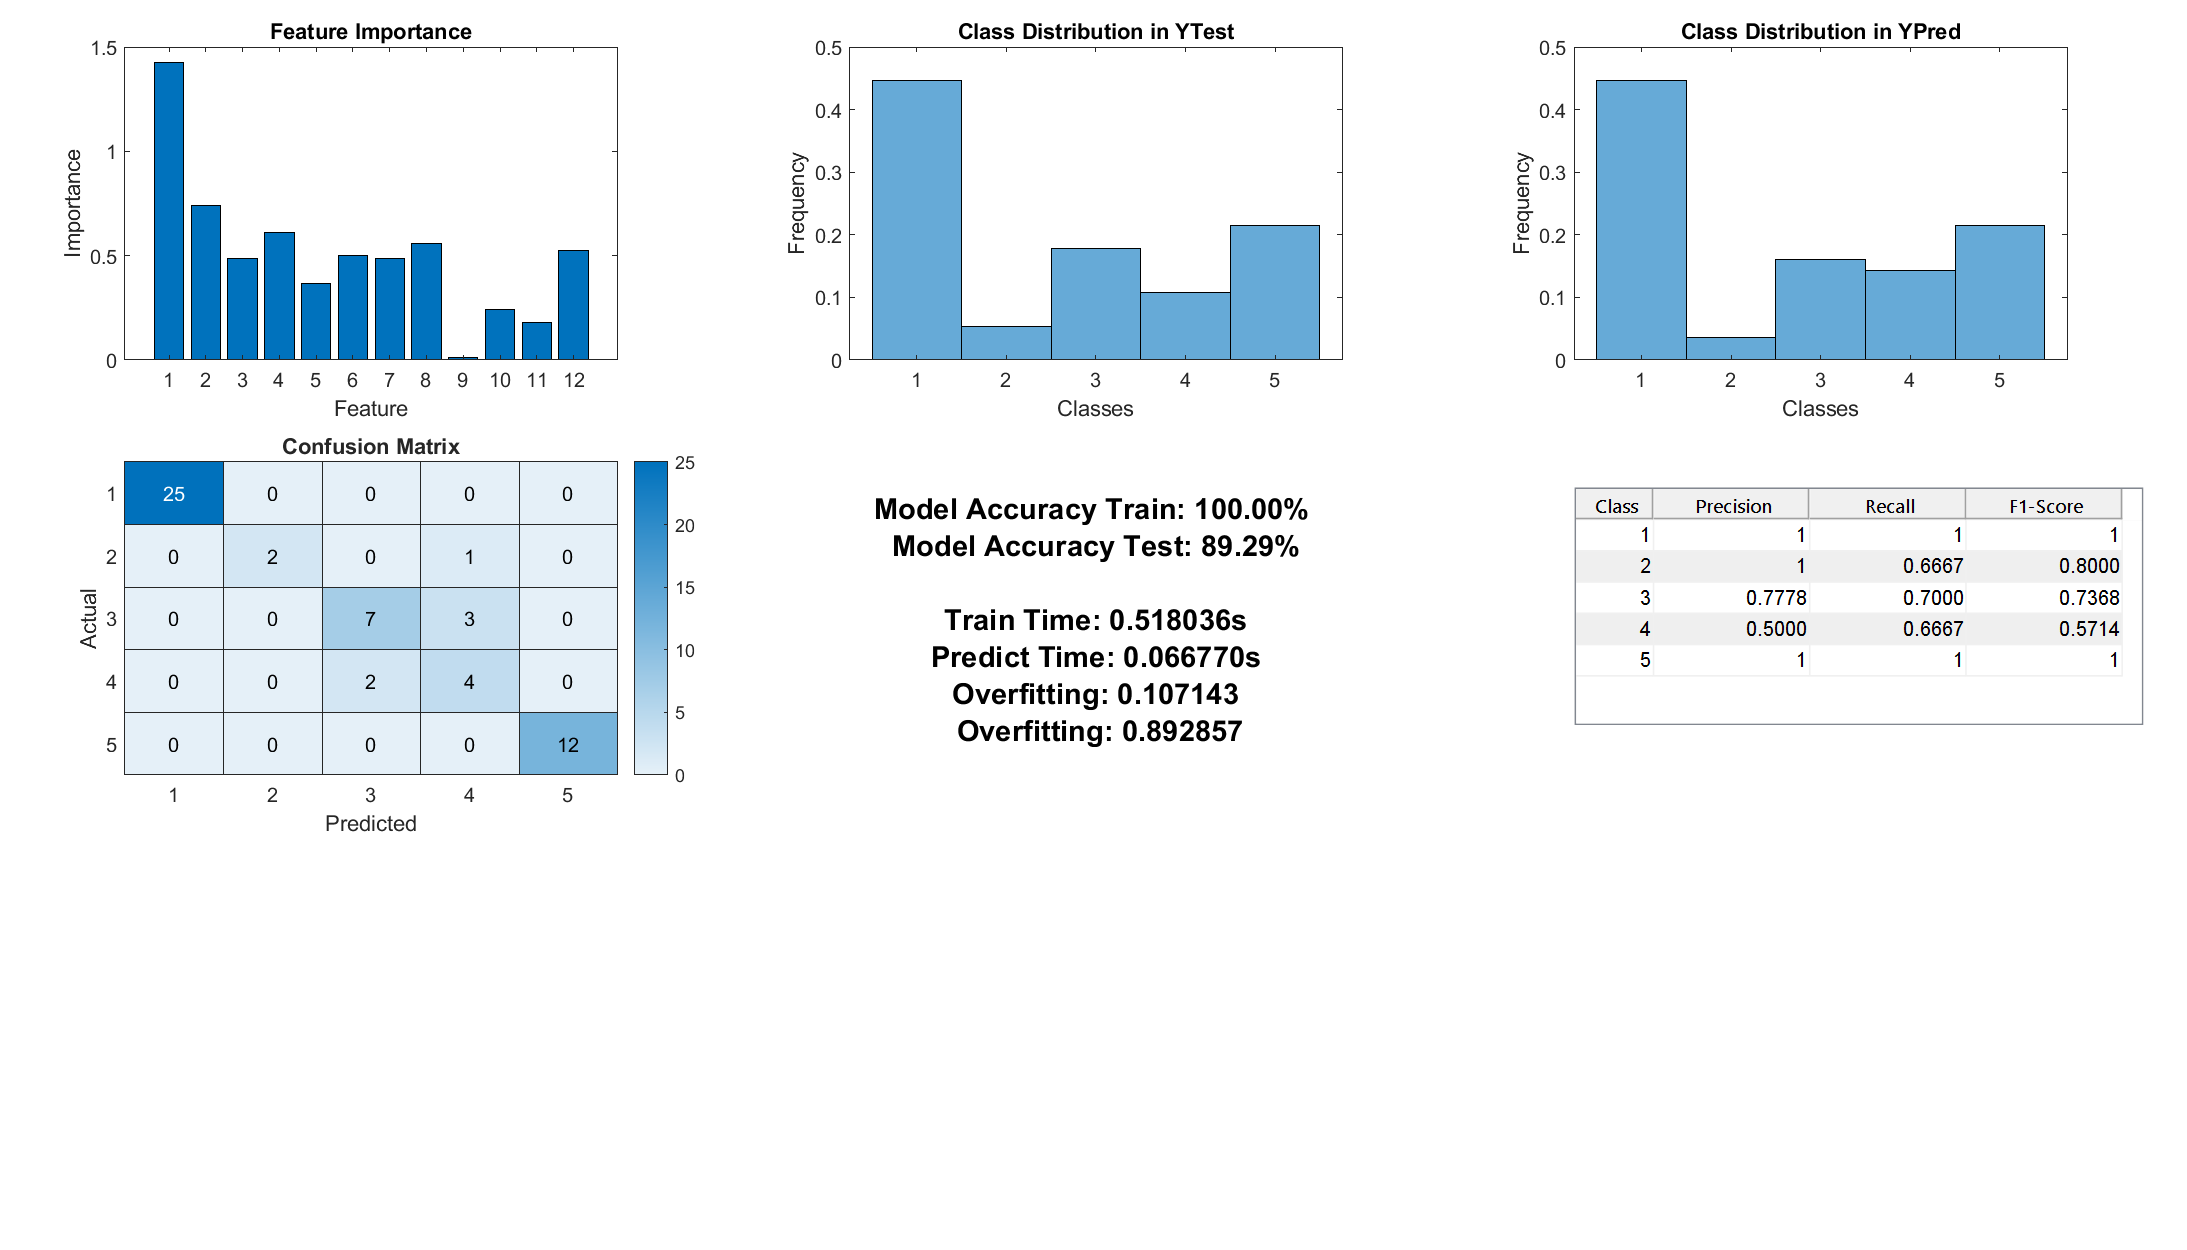 Feature Importance
1.5
1
0.5
0
Importance
1 2 3 4 5 6 7 8 9 10 11 12
Feature
Class Distribution in YTest
0.5
0.4
0.3
0.2
0.1
0
Frequency
1 2 3 4 5
Classes
Class Distribution in YPred
0.5
0.4
0.3
0.2
0.1
0
Frequency
1 2 3 4 5
Classes
Confusion Matrix
Actual
1 25 0 0 0 0
2 0 2 0 1 0
3 0 0 7 3 0
4 0 0 2 4 0
5 0 0 0 0 12
1 2 3 4 5
Predicted
25
20
15
10
5
0
Model Accuracy Train: 100.00%
Model Accuracy Test: 89.29%
Train Time: 0.518036s
Predict Time: 0.066770s
Overfitting: 0.107143
Overfitting: 0.892857
Class Precision Recall F1-Score
1 1 1 1
2 1 0.6667 0.8000
3 0.7778 0.7000 0.7368
4 0.5000 0.6667 0.5714
5 1 1 1